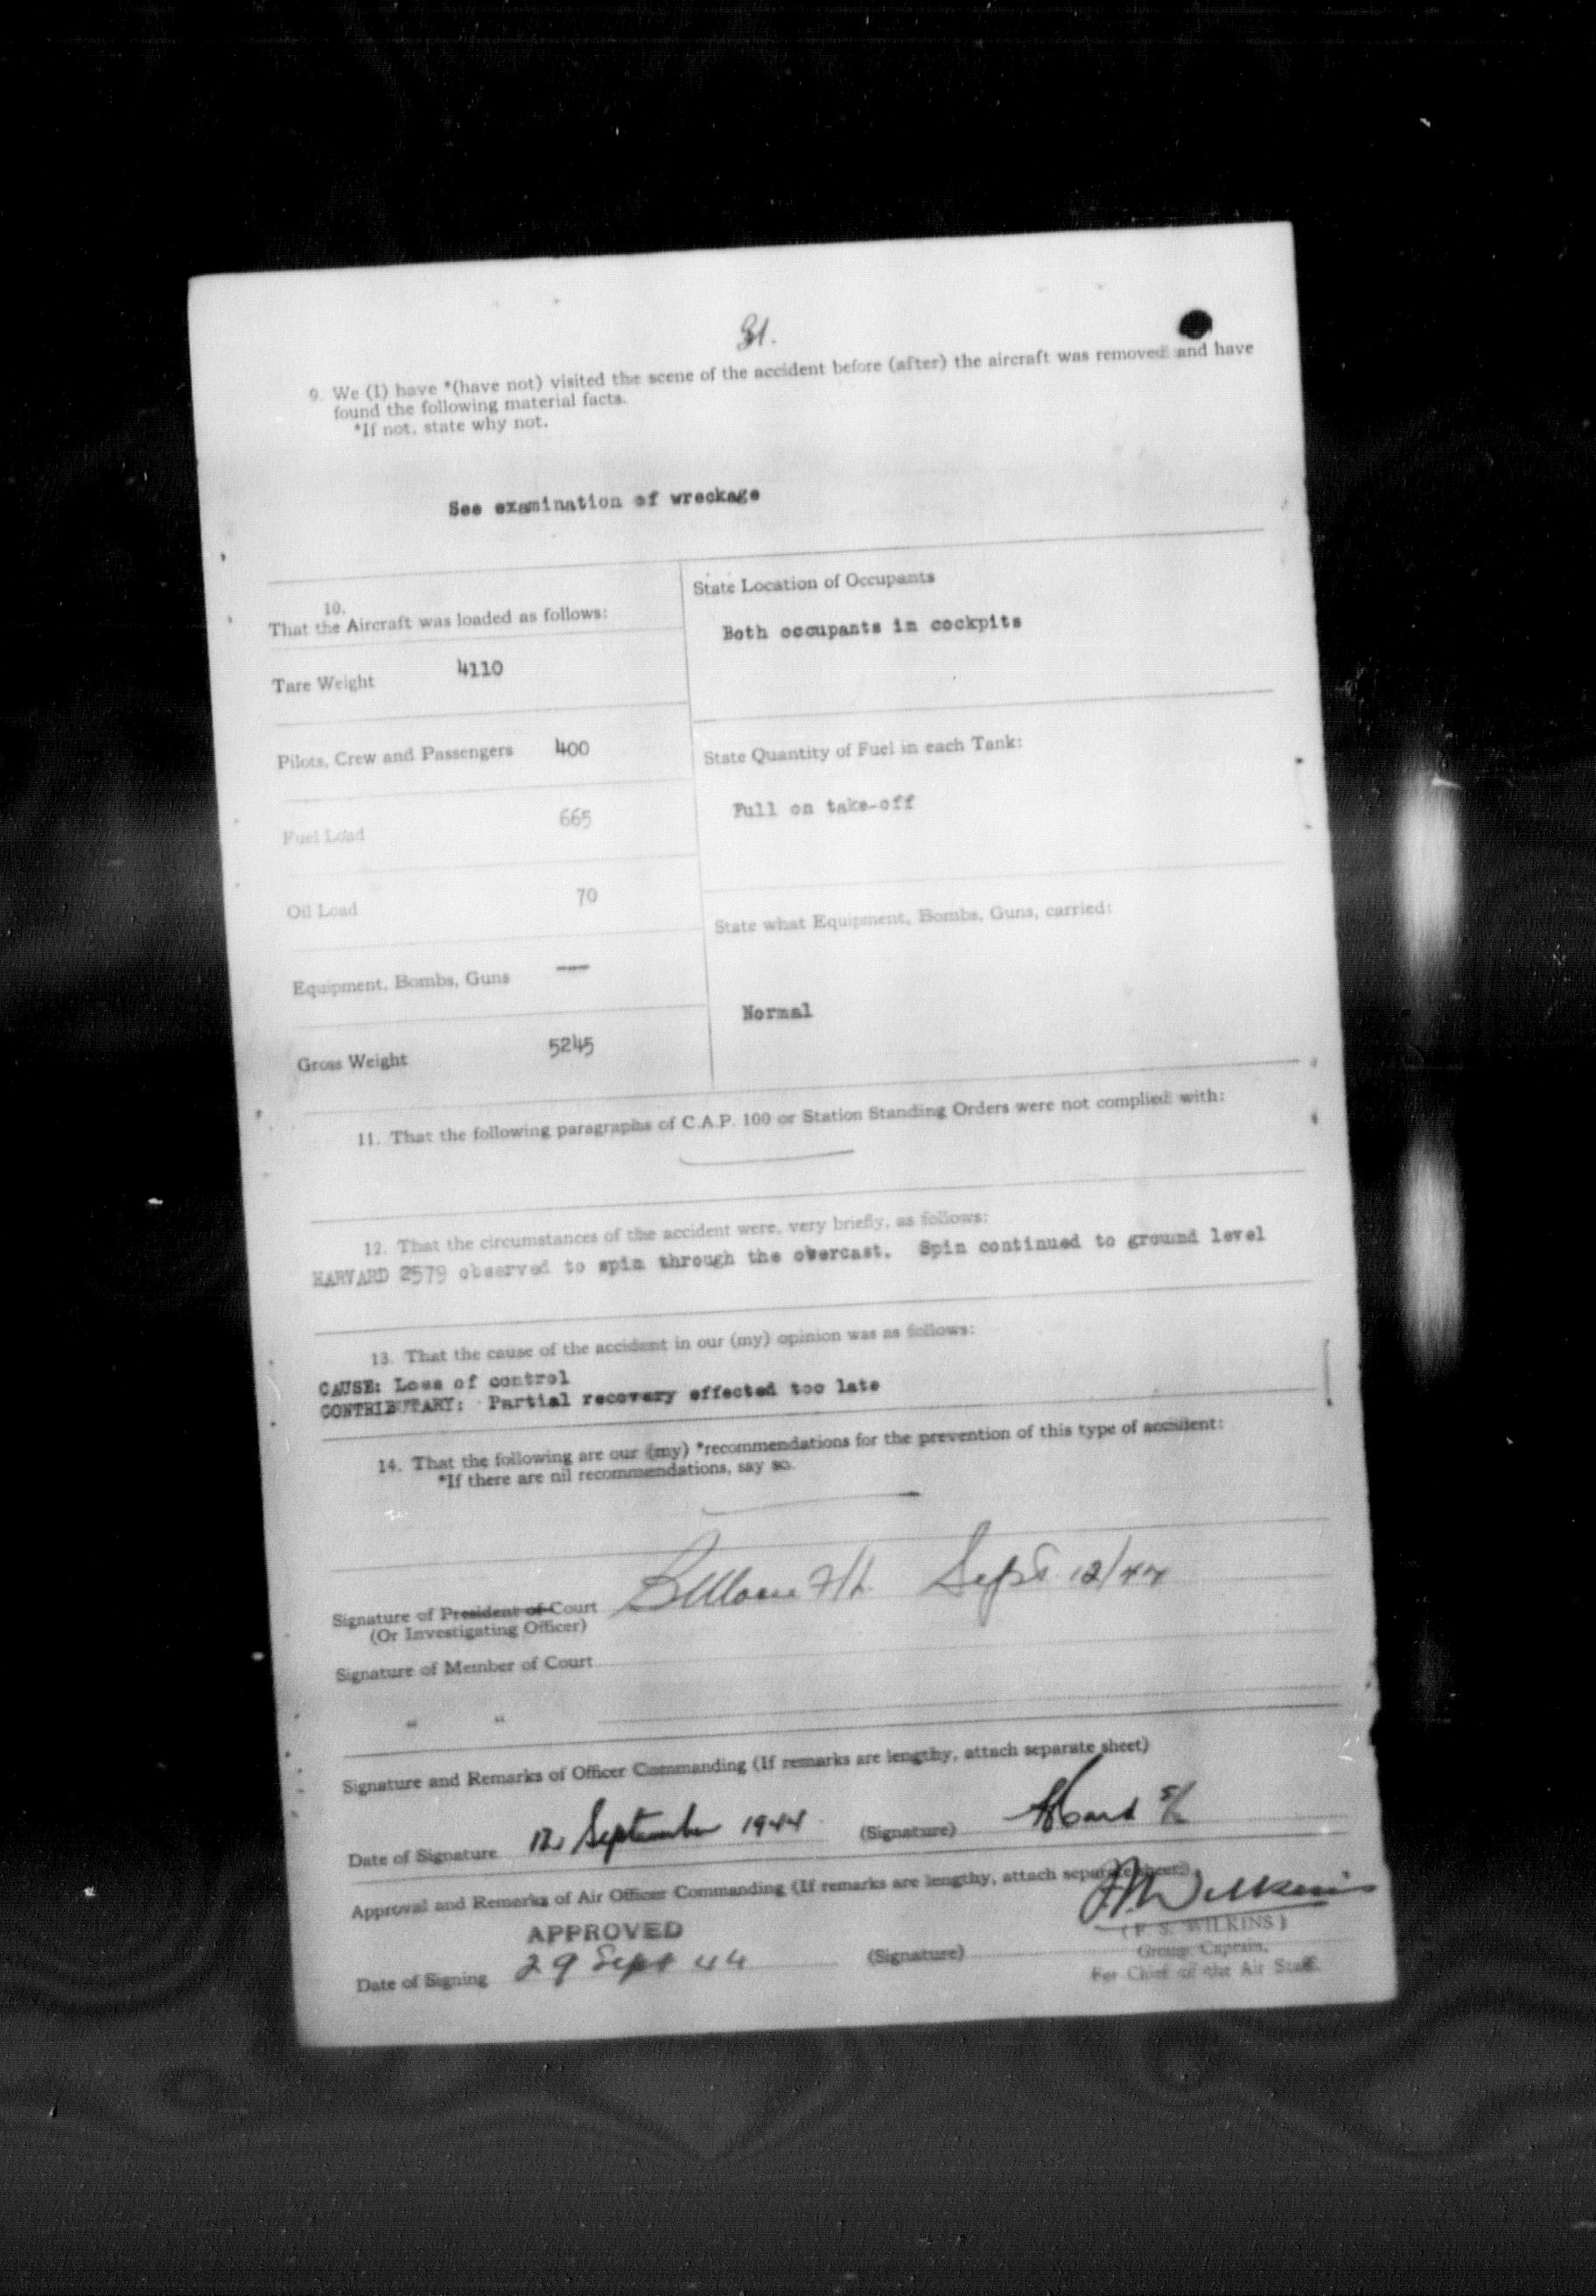 31.
9. We (I) have *(have not) visited the scene of the accident before (after) the aircraft was removed and have
found the following material facts.
*If not, state why not.
See examination of wreckage
10.
That the Aircraft was loaded as follows:
State Location of Occupants
Both occupants in cockpits
Tare Weight 4110
Pilots, Crew and Passengers 400
State Quantity of Fuel in each Tank:
Full on take-off
Fuel Load 665
Oil Load 70
State what Equipment, Bombs, Guns, carried:
Equipment, Bombs, Guns ---
Normal
Gross Weight 5245
11. That the following paragraphs of C.A.P. 100 or Station Standing Orders were not complied with:
12. That the circumstances of the accident were, very briefly, as follows:
HARVARD 2579 observed to spin through the overcast. Spin continued to ground level
13. That the cause of the accident in our (my) opinion was as follows:
CAUSE: Loss of control
CONTRIBUTARY: Partial recovery effected too late
14. That the following are our (my) *recommendations for the prevention of this type of accident:
*If there are nil recommendations, say so.
Signature of President of Court F/L. Sept 12/44
(Or Investigating Officer)
Signature of Member of Court
" "
Signature and Remarks of Officer Commanding (If remarks are lengthy, attach separate sheet)
Date of Signature 12 September 1944 (Signature)
Approval and Remarks of Air Officer Commanding (If remarks are lengthy, attach separate sheet)
APPROVED
(F. S. WILKINS)
Group Captain,
For Chief of the Air Staff.
Date of Signing 29 Sept 44 (Signature)